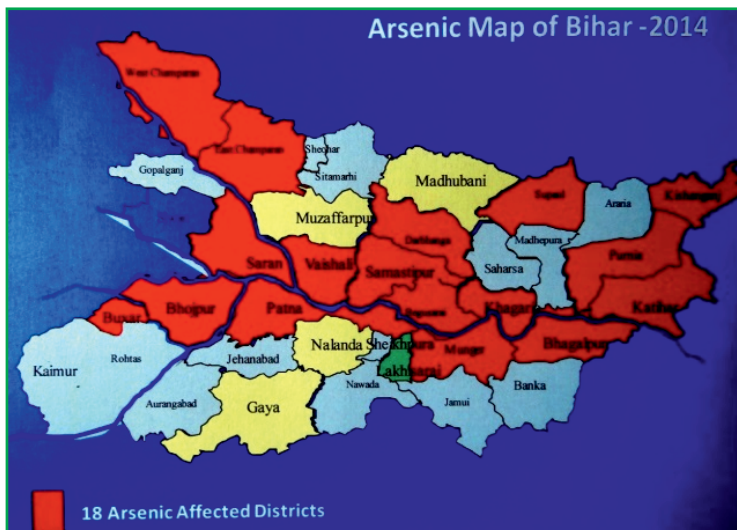 Arsenic Map of Bihar -2014
West Champaran
East Champaran
Sheohar
Gopalganj
Sitamarhi
Madhubani
Supaul
Araria
Kishanganj
Muzaffarpur
Darbhanga
Madhepura
Purnia
Saran
Vaishali
Samastipur
Saharsa
Khagar
Katihar
Buxar
Bhojpur
Patna
Begusarai
Bhagalpur
Nalanda
Sheikhpura
Munger
Kaimur
Rohtas
Jehanabad
Lakhisarai
Nawada
Banka
Aurangabad
Gaya
Jamui
18 Arsenic Affected Districts